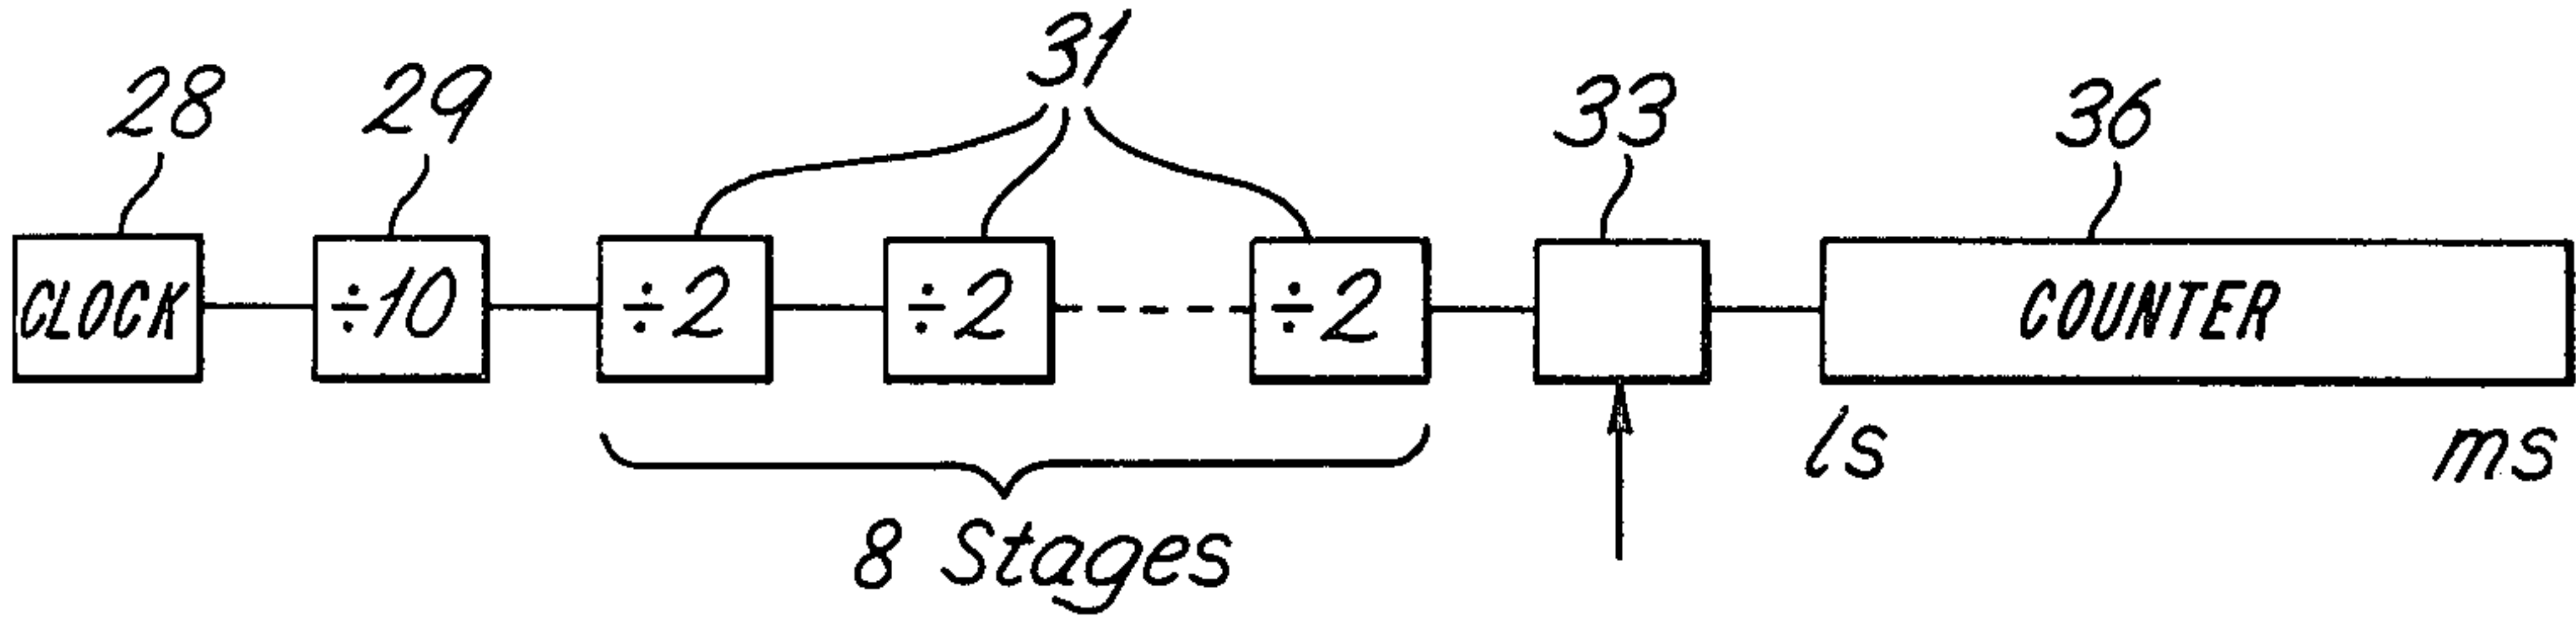 31
28 29 33 36
CLOCK ÷10 ÷2 ÷2 ÷2 COUNTER
ls ms
8 Stages